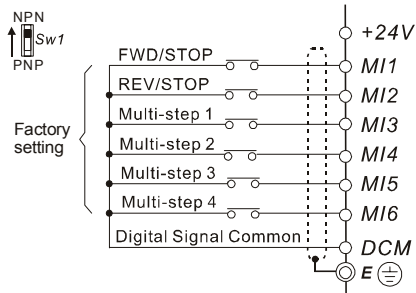 NPN
Sw1
PNP
+24V
FWD/STOP
MI1
REV/STOP
MI2
Multi-step 1
MI3
Factory
setting
Multi-step 2
MI4
Multi-step 3
MI5
Multi-step 4
MI6
Digital Signal Common
DCM
E